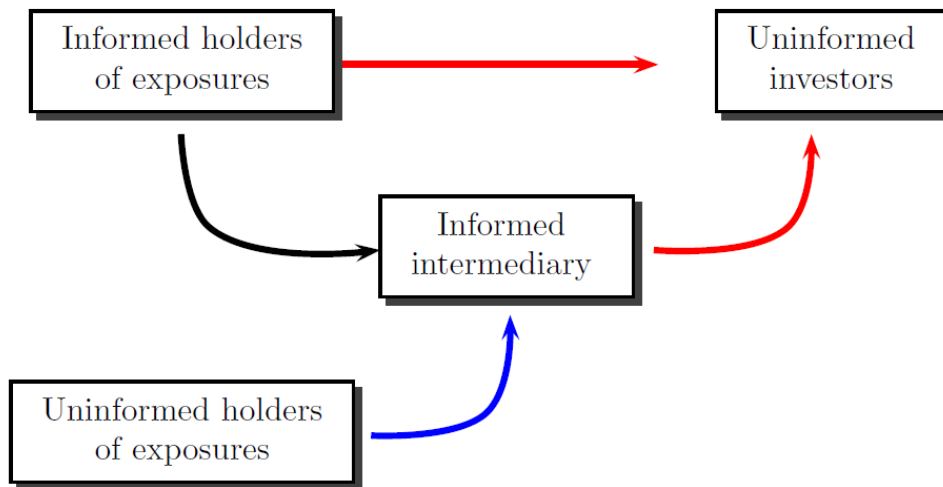 Informed holders
of exposures
Uninformed
investors
Informed
intermediary
Uninformed holders
of exposures